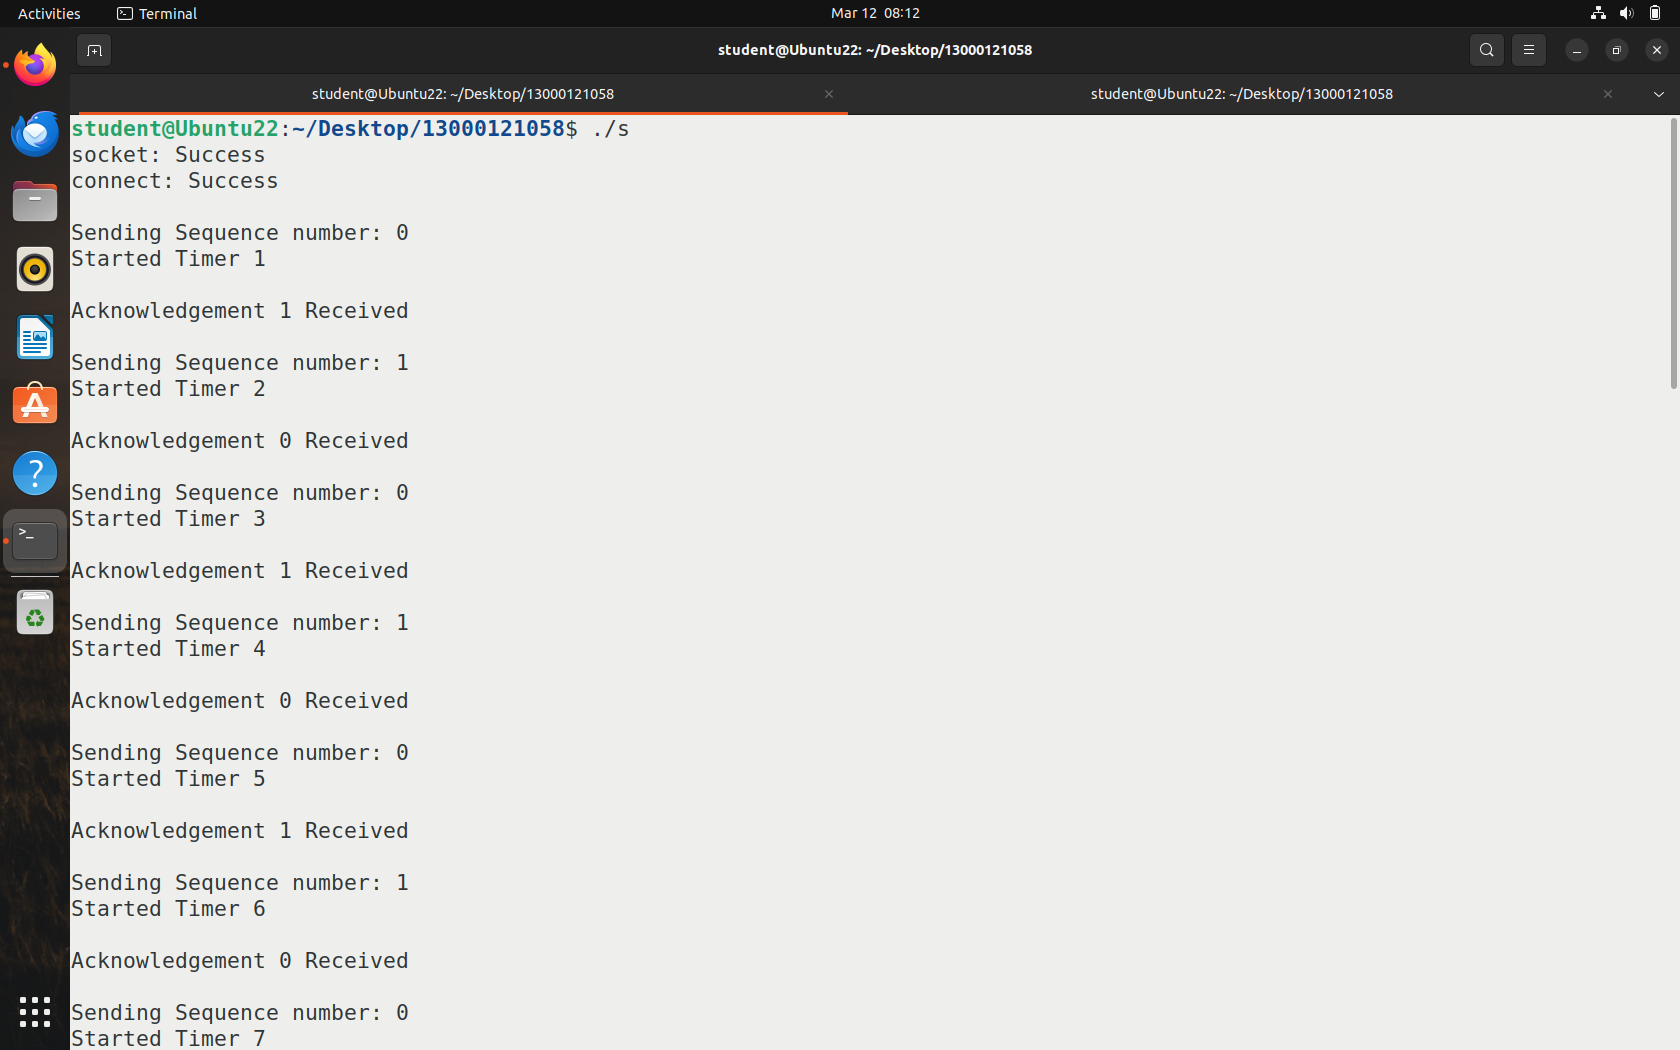 Activities
Terminal
Mar 12 08:12
student@Ubuntu22: ~/Desktop/13000121058
student@Ubuntu22: ~/Desktop/13000121058
student@Ubuntu22: ~/Desktop/13000121058
student@Ubuntu22:~/Desktop/13000121058$ ./s
socket: Success
connect: Success
Sending Sequence number: 0
Started Timer 1
Acknowledgement 1 Received
Sending Sequence number: 1
Started Timer 2
Acknowledgement 0 Received
Sending Sequence number: 0
Started Timer 3
Acknowledgement 1 Received
Sending Sequence number: 1
Started Timer 4
Acknowledgement 0 Received
Sending Sequence number: 0
Started Timer 5
Acknowledgement 1 Received
Sending Sequence number: 1
Started Timer 6
Acknowledgement 0 Received
Sending Sequence number: 0
Started Timer 7